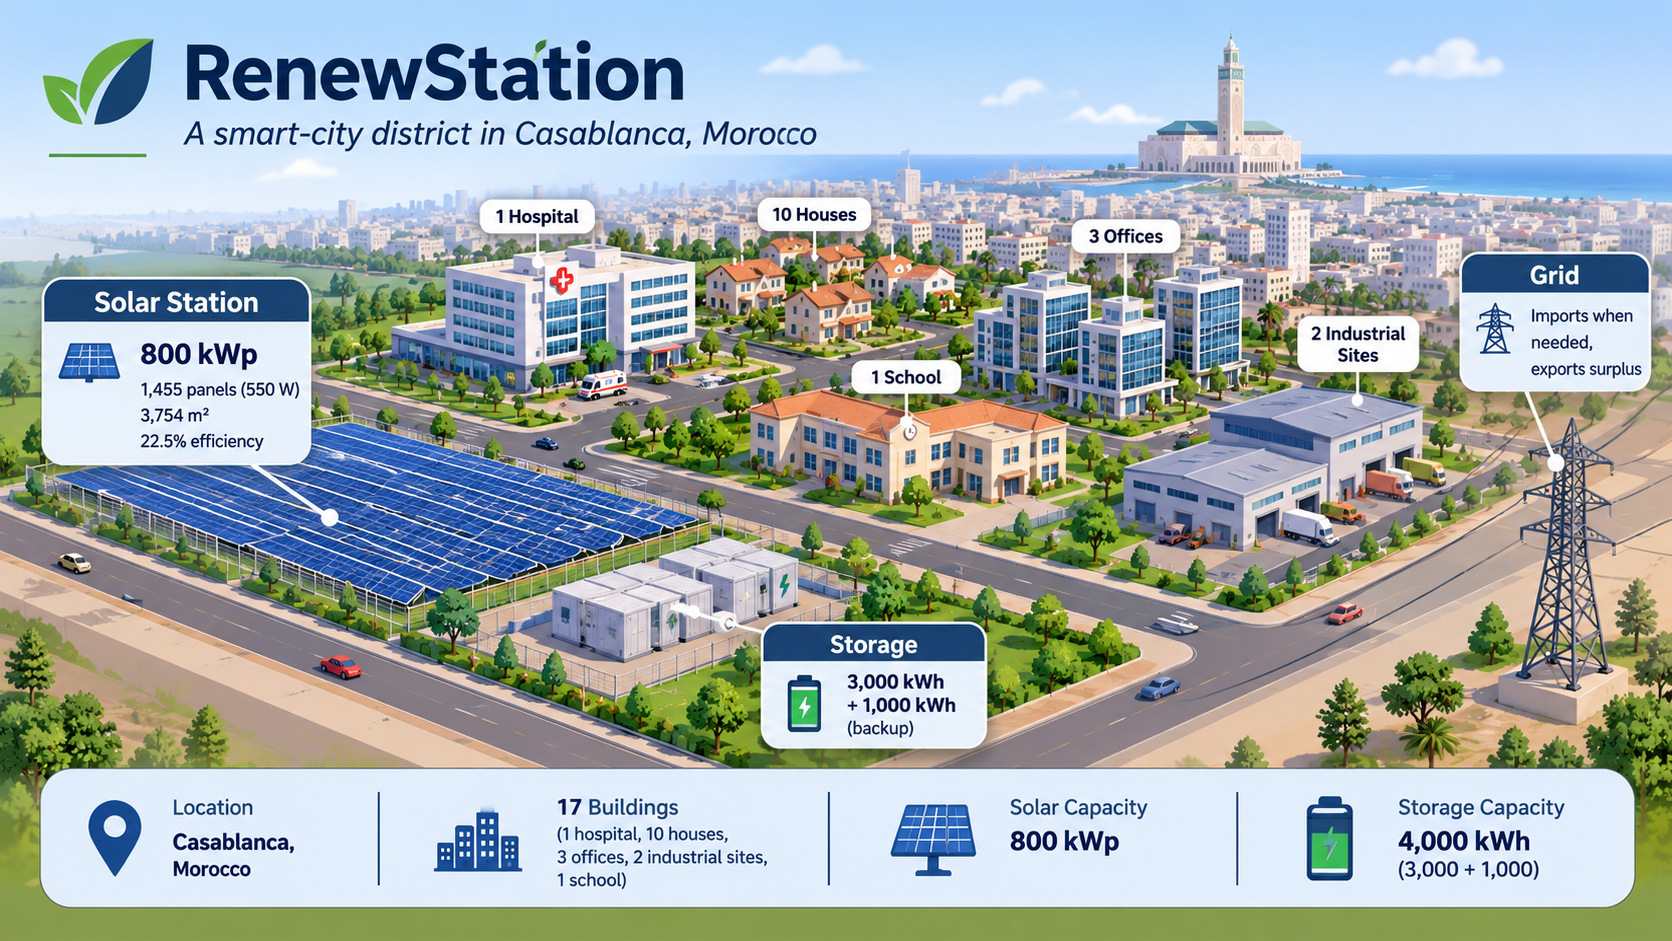 RenewStation
A smart-city district in Casablanca, Morocco
1 Hospital
10 Houses
3 Offices
Grid
Imports when
needed,
exports surplus
Solar Station
800 kWp
1,455 panels (550 W)
3,754 m²
22.5% efficiency
2 Industrial
Sites
1 School
Storage
3,000 kWh
+ 1,000 kWh
(backup)
Location
Casablanca,
Morocco
17 Buildings
(1 hospital, 10 houses,
3 offices, 2 industrial sites,
1 school)
Solar Capacity
800 kWp
Storage Capacity
4,000 kWh
(3,000 + 1,000)